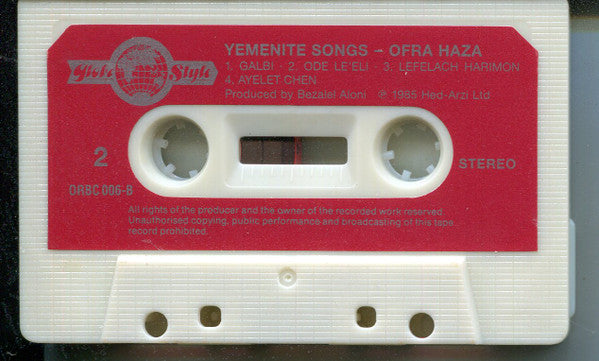 YEMENITE SONGS – OFRA HAZA
Globe Style
1. GALBI · 2. ODE LE'ELI · 3. LEFELACH HARIMON
4. AYELET CHEN
Produced by Bezalel Aloni ℗ 1985 Hed-Arzi Ltd
2
STEREO
ORBC 006-B
All rights of the producer and the owner of the recorded work reserved.
Unauthorised copying, public performance and broadcasting of this tape
record prohibited.